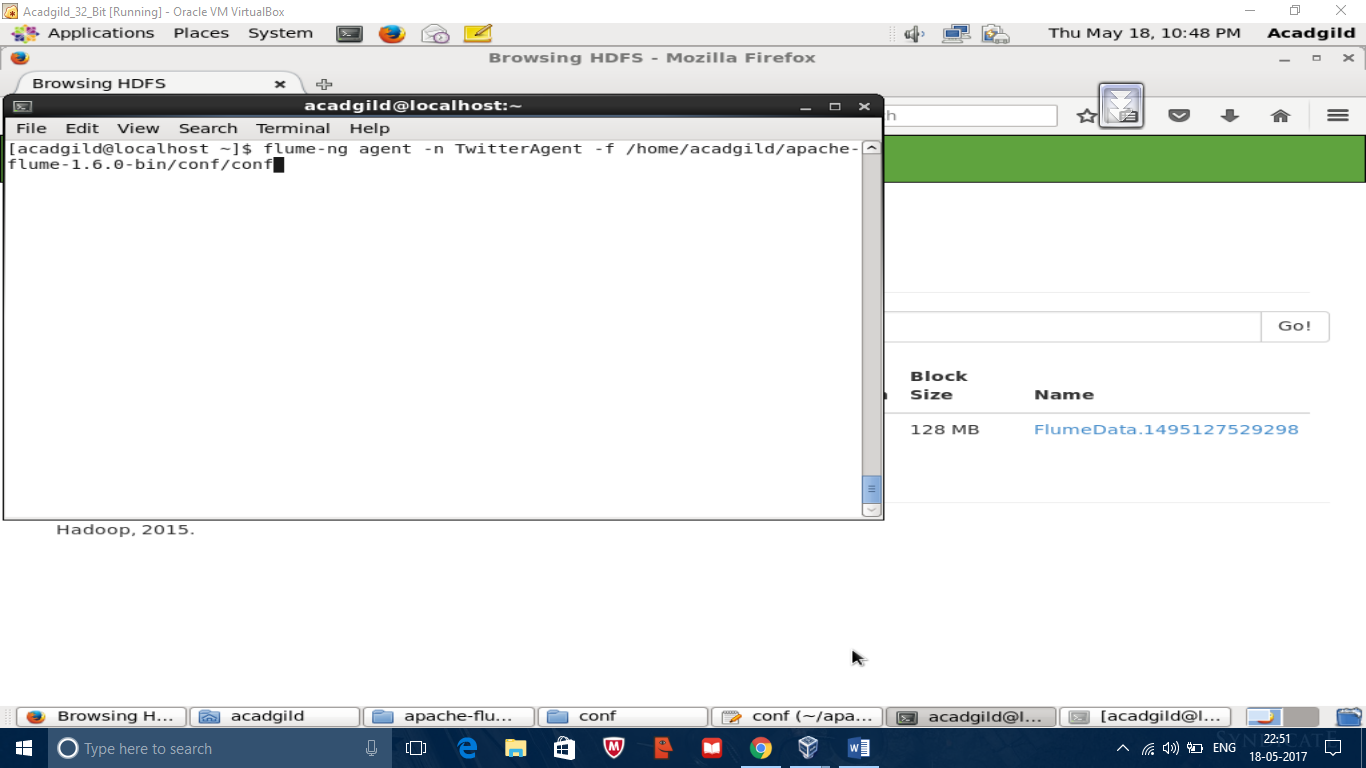 Acadgild_32_Bit [Running] - Oracle VM VirtualBox
Applications Places System Thu May 18, 10:48 PM Acadgild
Browsing HDFS - Mozilla Firefox
Browsing HDFS
acadgild@localhost:~
h
File Edit View Search Terminal Help
[acadgild@localhost ~]$ flume-ng agent -n TwitterAgent -f /home/acadgild/apache-
flume-1.6.0-bin/conf/conf
Go!
Block
Size Name
128 MB FlumeData.1495127529298
Hadoop, 2015.
Browsing H... acadgild apache-flu... conf conf (~/apa... acadgild@l... [acadgild@l...
Type here to search ENG 22:51
18-05-2017